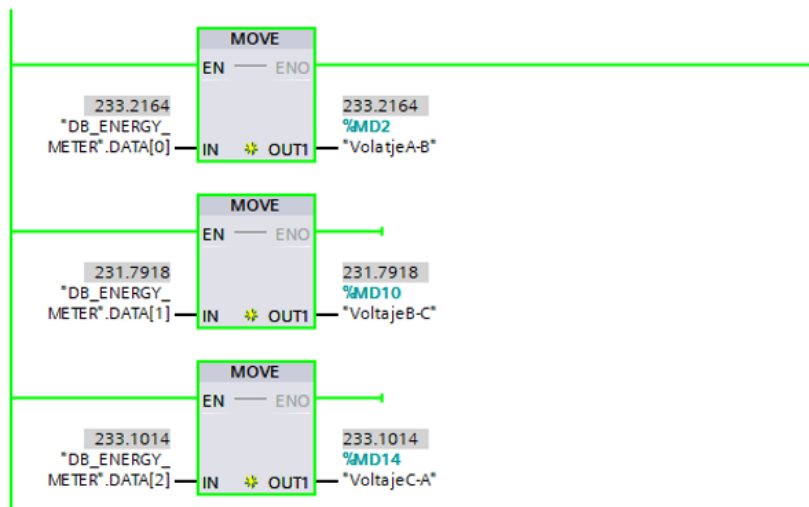 MOVE
EN ENO
233.2164 233.2164
"DB_ENERGY_ %MD2
METER".DATA[0] IN OUT1 "VolatjeA-B"
MOVE
EN ENO
231.7918 231.7918
"DB_ENERGY_ %MD10
METER".DATA[1] IN OUT1 "VoltajeB-C"
MOVE
EN ENO
233.1014 233.1014
"DB_ENERGY_ %MD14
METER".DATA[2] IN OUT1 "VoltajeC-A"